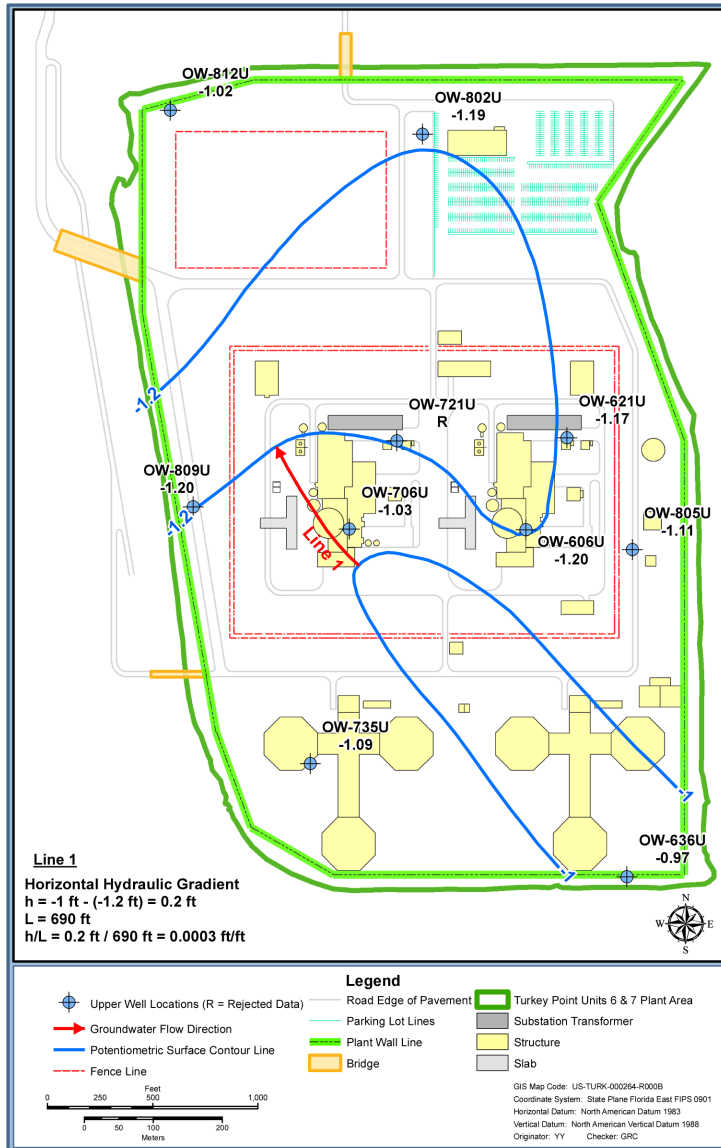 OW-812U
-1.02
OW-802U
-1.19
-1.2
OW-721U
R
OW-621U
-1.17
OW-809U
-1.20
-1.2
OW-706U
-1.03
OW-805U
-1.11
OW-606U
-1.20
Line 1
OW-735U
-1.09
-1
OW-636U
-0.97
-1
Line 1
Horizontal Hydraulic Gradient
h = -1 ft - (-1.2 ft) = 0.2 ft
L = 690 ft
h/L = 0.2 ft / 690 ft = 0.0003 ft/ft
N
W E
S
Legend
Upper Well Locations (R = Rejected Data)
Groundwater Flow Direction
Potentiometric Surface Contour Line
Fence Line
Road Edge of Pavement
Parking Lot Lines
Plant Wall Line
Bridge
Turkey Point Units 6 & 7 Plant Area
Substation Transformer
Structure
Slab
Feet
0 250 500 1,000
0 50 100 200
Meters
GIS Map Code: US-TURK-000264-R000B
Coordinate System: State Plane Florida East FIPS 0901
Horizontal Datum: North American Datum 1983
Vertical Datum: North American Vertical Datum 1988
Originator: YY Checker: GRC